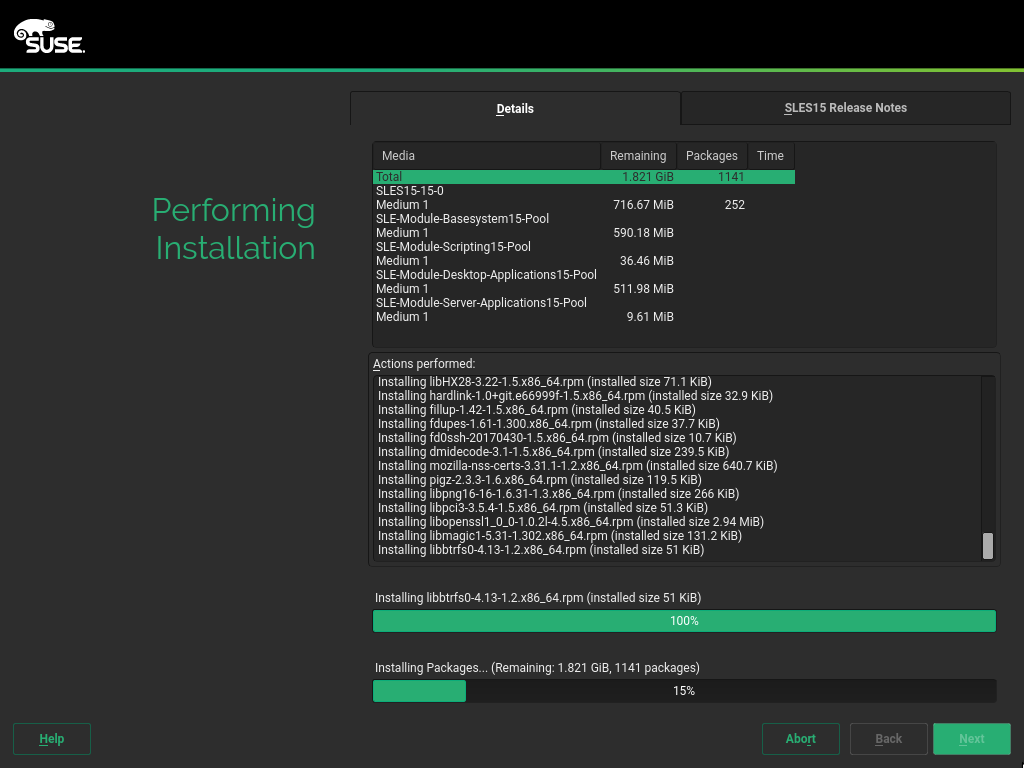 SUSE.
Details
SLES15 Release Notes
Performing
Installation
Media Remaining Packages Time
Total 1.821 GiB 1141
SLES15-15-0
Medium 1 716.67 MiB 252
SLE-Module-Basesystem15-Pool
Medium 1 590.18 MiB
SLE-Module-Scripting15-Pool
Medium 1 36.46 MiB
SLE-Module-Desktop-Applications15-Pool
Medium 1 511.98 MiB
SLE-Module-Server-Applications15-Pool
Medium 1 9.61 MiB
Actions performed:
Installing libHX28-3.22-1.5.x86_64.rpm (installed size 71.1 KiB)
Installing hardlink-1.0+git.e66999f-1.5.x86_64.rpm (installed size 32.9 KiB)
Installing fillup-1.42-1.5.x86_64.rpm (installed size 40.5 KiB)
Installing fdupes-1.61-1.300.x86_64.rpm (installed size 37.7 KiB)
Installing fd0ssh-20170430-1.5.x86_64.rpm (installed size 10.7 KiB)
Installing dmidecode-3.1-1.5.x86_64.rpm (installed size 239.5 KiB)
Installing mozilla-nss-certs-3.31.1-1.2.x86_64.rpm (installed size 640.7 KiB)
Installing pigz-2.3.3-1.6.x86_64.rpm (installed size 119.5 KiB)
Installing libpng16-16-1.6.31-1.3.x86_64.rpm (installed size 266 KiB)
Installing libpci3-3.5.4-1.5.x86_64.rpm (installed size 51.3 KiB)
Installing libopenssl1_0_0-1.0.2l-4.5.x86_64.rpm (installed size 2.94 MiB)
Installing libmagic1-5.31-1.302.x86_64.rpm (installed size 131.2 KiB)
Installing libbtrfs0-4.13-1.2.x86_64.rpm (installed size 51 KiB)
Installing libbtrfs0-4.13-1.2.x86_64.rpm (installed size 51 KiB)
100%
Installing Packages... (Remaining: 1.821 GiB, 1141 packages)
15%
Help
Abort
Back
Next